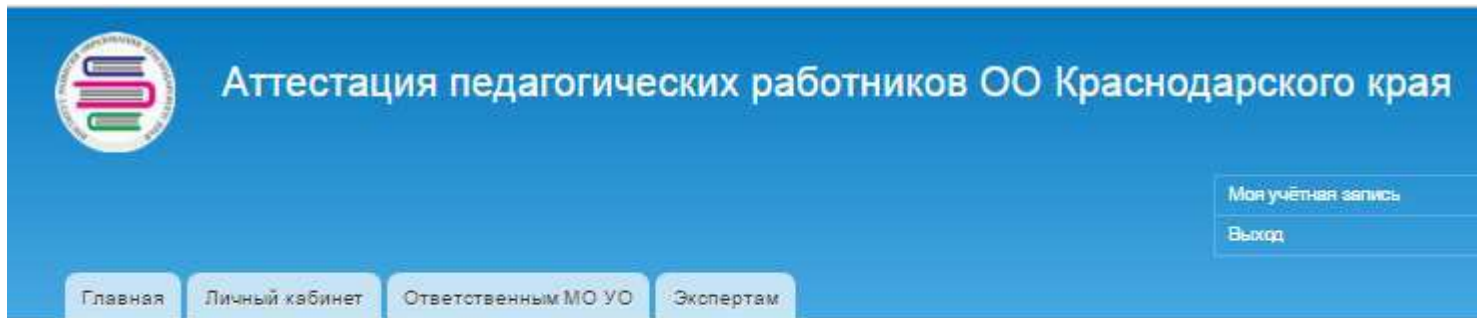 Аттестация педагогических работников ОО Краснодарского края
Моя учётная запись
Выход
Главная
Личный кабинет
Ответственным МО УО
Экспертам